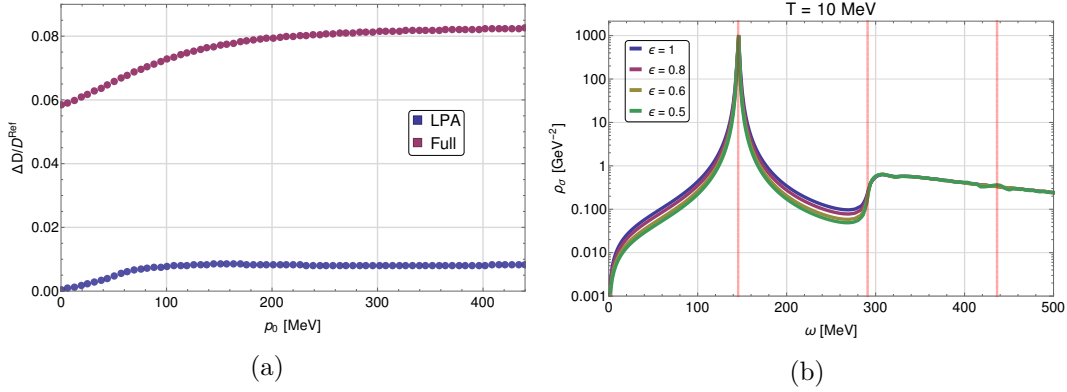 0.08
0.06
0.04
0.02
0.00
ΔD/D^Ref
LPA
Full
0 100 200 300 400
p₀ [MeV]
(a)
T = 10 MeV
1000
100
10
1
0.100
0.010
0.001
ρσ [GeV⁻²]
ϵ = 1
ϵ = 0.8
ϵ = 0.6
ϵ = 0.5
0 100 200 300 400 500
ω [MeV]
(b)